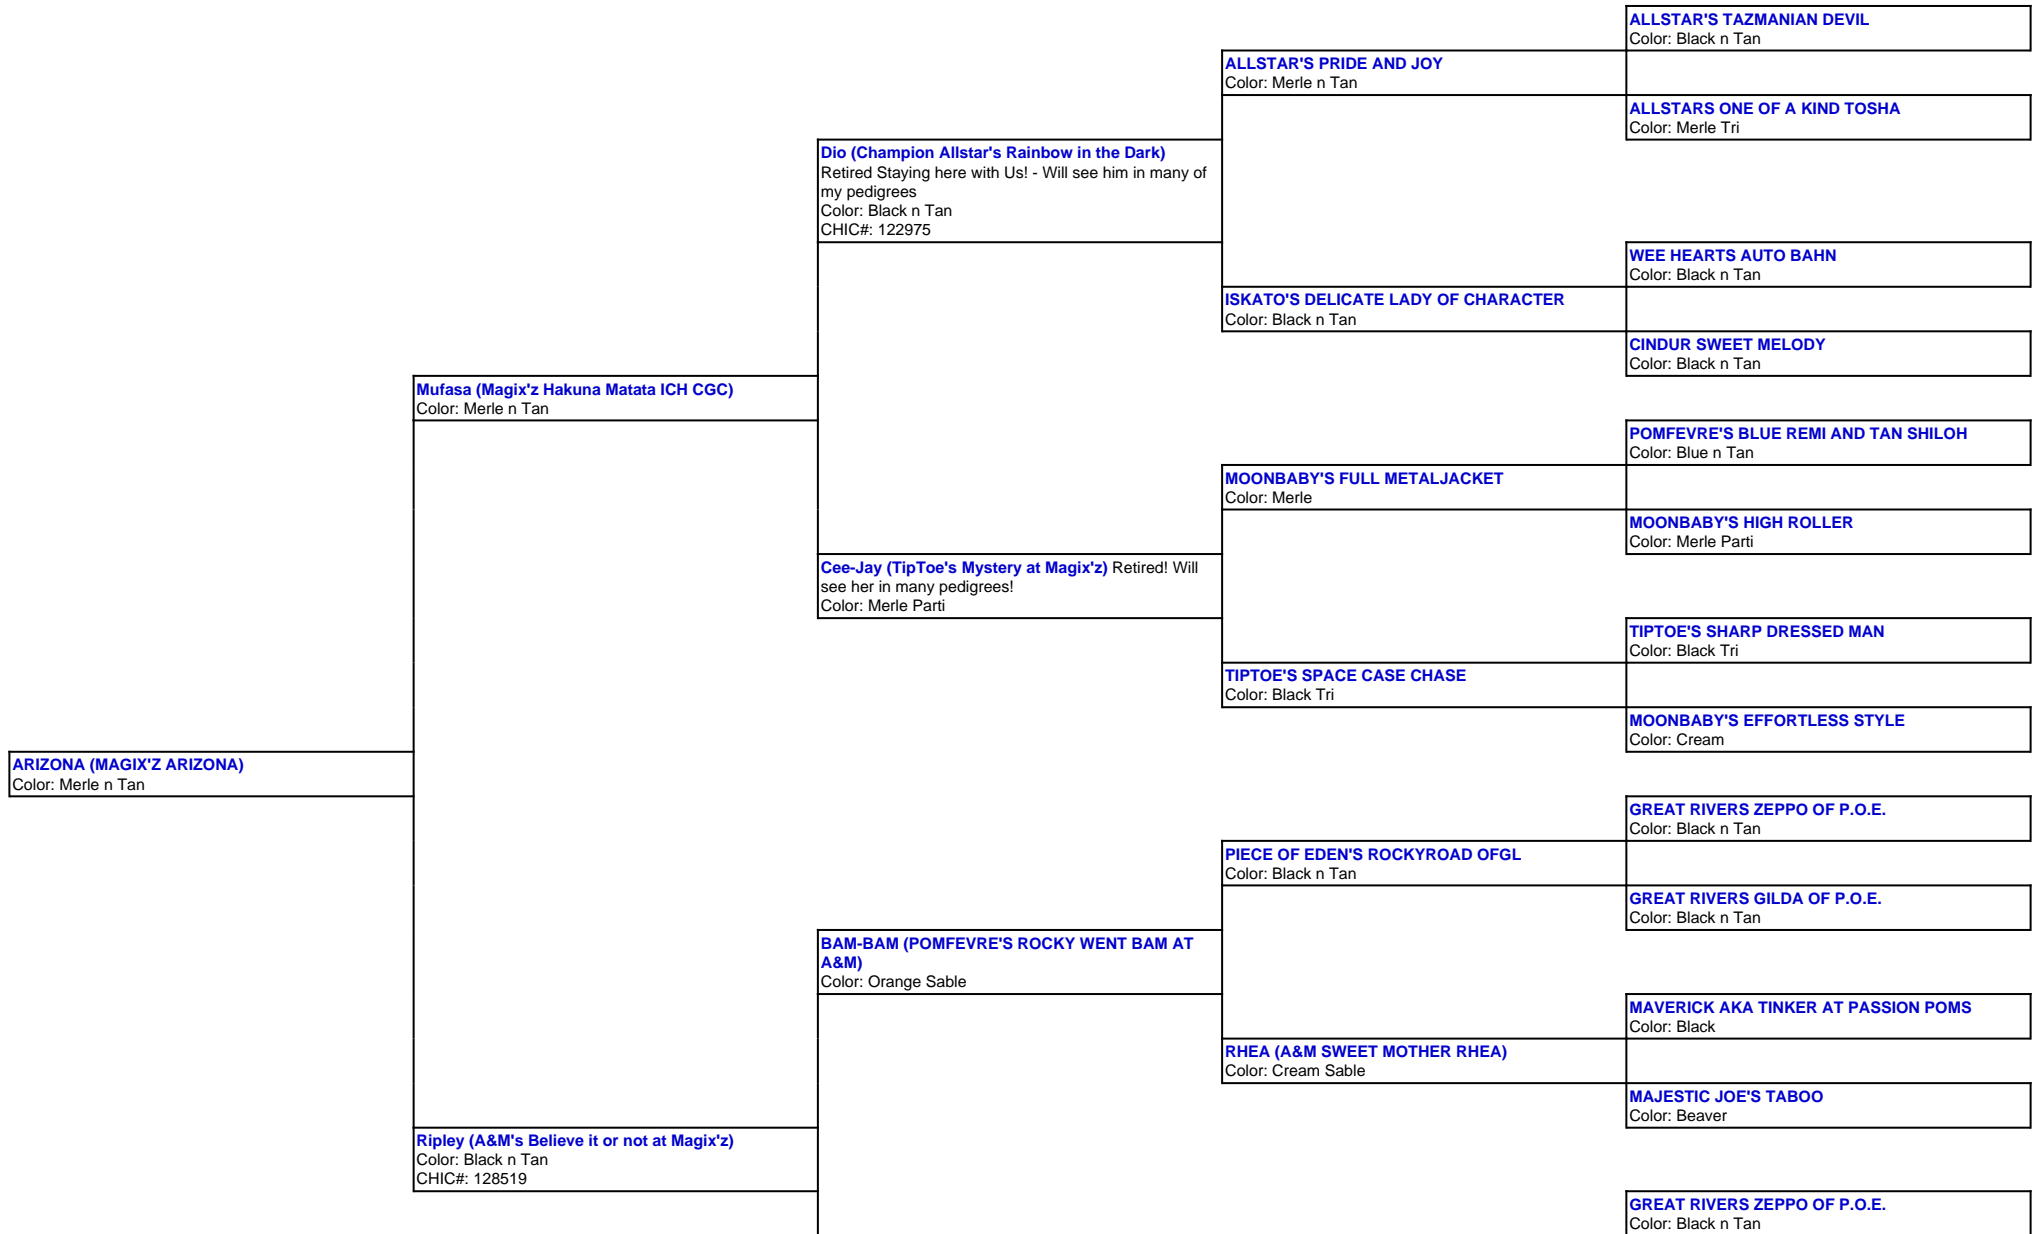 ALLSTAR'S TAZMANIAN DEVIL
Color: Black n Tan
ALLSTAR'S PRIDE AND JOY
Color: Merle n Tan
ALLSTARS ONE OF A KIND TOSHA
Color: Merle Tri
Dio (Champion Allstar's Rainbow in the Dark)
Retired Staying here with Us! - Will see him in many of
my pedigrees
Color: Black n Tan
CHIC#: 122975
WEE HEARTS AUTO BAHN
Color: Black n Tan
ISKATO'S DELICATE LADY OF CHARACTER
Color: Black n Tan
CINDUR SWEET MELODY
Color: Black n Tan
Mufasa (Magix'z Hakuna Matata ICH CGC)
Color: Merle n Tan
POMFEVRE'S BLUE REMI AND TAN SHILOH
Color: Blue n Tan
MOONBABY'S FULL METALJACKET
Color: Merle
MOONBABY'S HIGH ROLLER
Color: Merle Parti
Cee-Jay (TipToe's Mystery at Magix'z) Retired! Will
see her in many pedigrees!
Color: Merle Parti
TIPTOE'S SHARP DRESSED MAN
Color: Black Tri
TIPTOE'S SPACE CASE CHASE
Color: Black Tri
MOONBABY'S EFFORTLESS STYLE
Color: Cream
ARIZONA (MAGIX'Z ARIZONA)
Color: Merle n Tan
GREAT RIVERS ZEPPO OF P.O.E.
Color: Black n Tan
PIECE OF EDEN'S ROCKYROAD OFGL
Color: Black n Tan
GREAT RIVERS GILDA OF P.O.E.
Color: Black n Tan
BAM-BAM (POMFEVRE'S ROCKY WENT BAM AT
A&M)
Color: Orange Sable
MAVERICK AKA TINKER AT PASSION POMS
Color: Black
RHEA (A&M SWEET MOTHER RHEA)
Color: Cream Sable
MAJESTIC JOE'S TABOO
Color: Beaver
Ripley (A&M's Believe it or not at Magix'z)
Color: Black n Tan
CHIC#: 128519
GREAT RIVERS ZEPPO OF P.O.E.
Color: Black n Tan